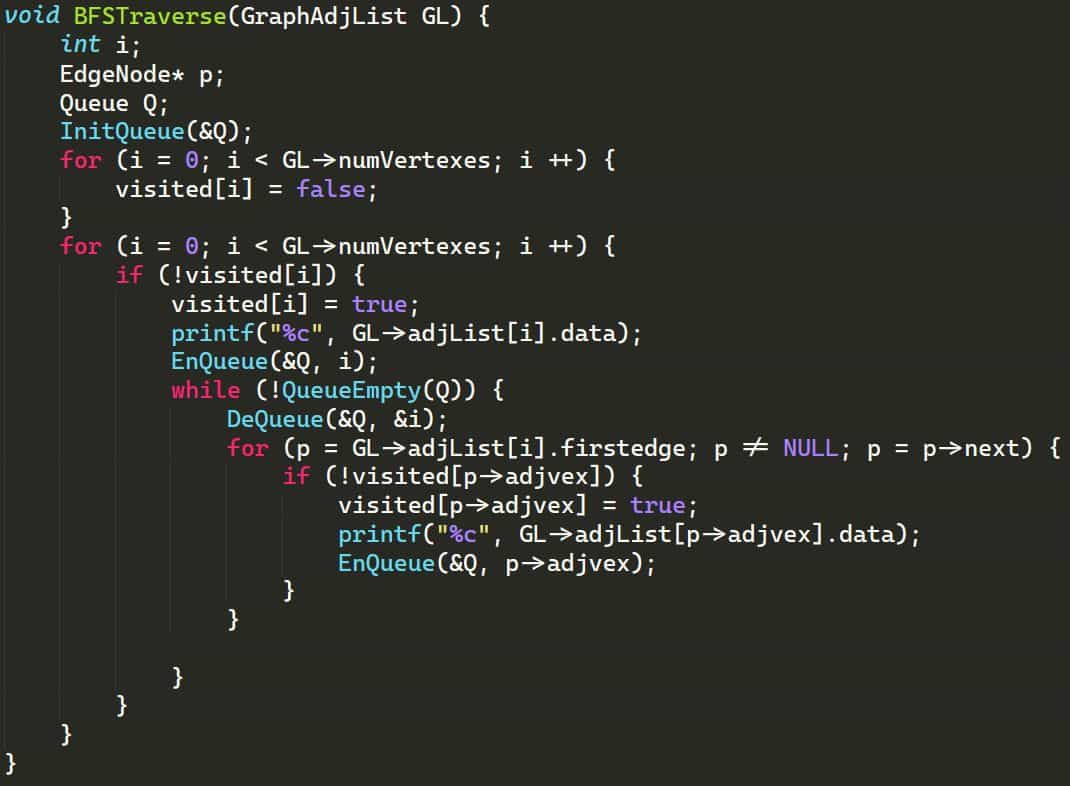 void BFSTraverse(GraphAdjList GL) {
    int i;
    EdgeNode* p;
    Queue Q;
    InitQueue(&Q);
    for (i = 0; i < GL->numVertexes; i ++) {
        visited[i] = false;
    }
    for (i = 0; i < GL->numVertexes; i ++) {
        if (!visited[i]) {
            visited[i] = true;
            printf("%c", GL->adjList[i].data);
            EnQueue(&Q, i);
            while (!QueueEmpty(Q)) {
                DeQueue(&Q, &i);
                for (p = GL->adjList[i].firstedge; p != NULL; p = p->next) {
                    if (!visited[p->adjvex]) {
                        visited[p->adjvex] = true;
                        printf("%c", GL->adjList[p->adjvex].data);
                        EnQueue(&Q, p->adjvex);
                    }
                }

            }
        }
    }
}